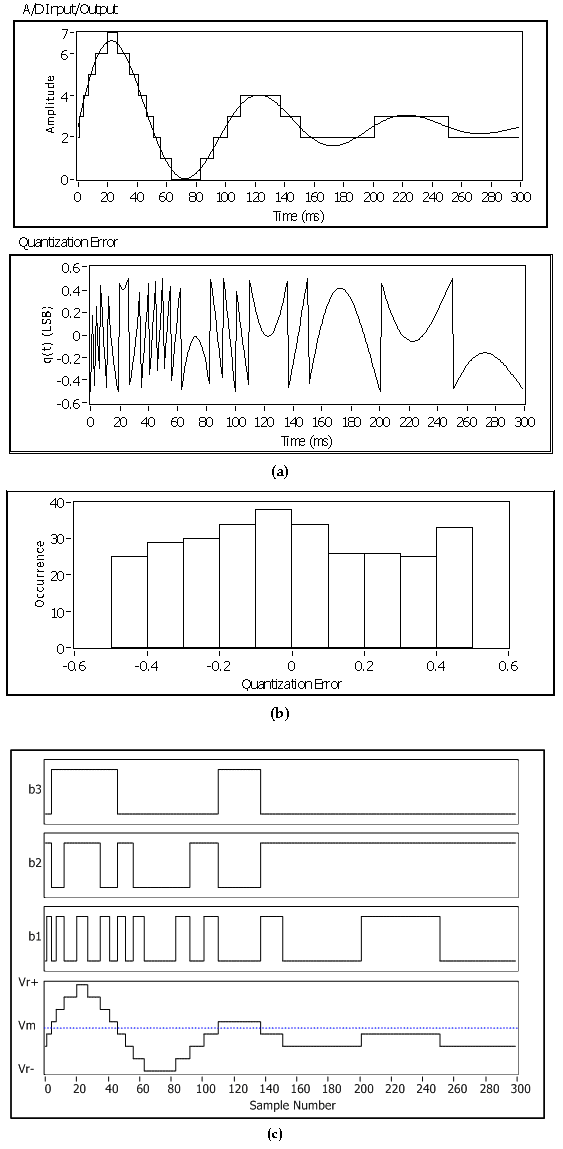 A/D Input/Output
Amplitude
7
6
4
2
0
0 20 40 60 80 100 120 140 160 180 200 220 240 260 280 300
Time (ms)
Quantization Error
q(t) (LSB)
0.6
0.4
0.2
0
-0.2
-0.4
-0.6
0 20 40 60 80 100 120 140 160 180 200 220 240 260 280 300
Time (ms)
(a)
Occurrence
40
30
20
10
0
-0.6 -0.4 -0.2 0 0.2 0.4 0.6
Quantization Error
(b)
b3
b2
b1
Vr+
Vm
Vr-
0 20 40 60 80 100 120 140 160 180 200 220 240 260 280 300
Sample Number
(c)